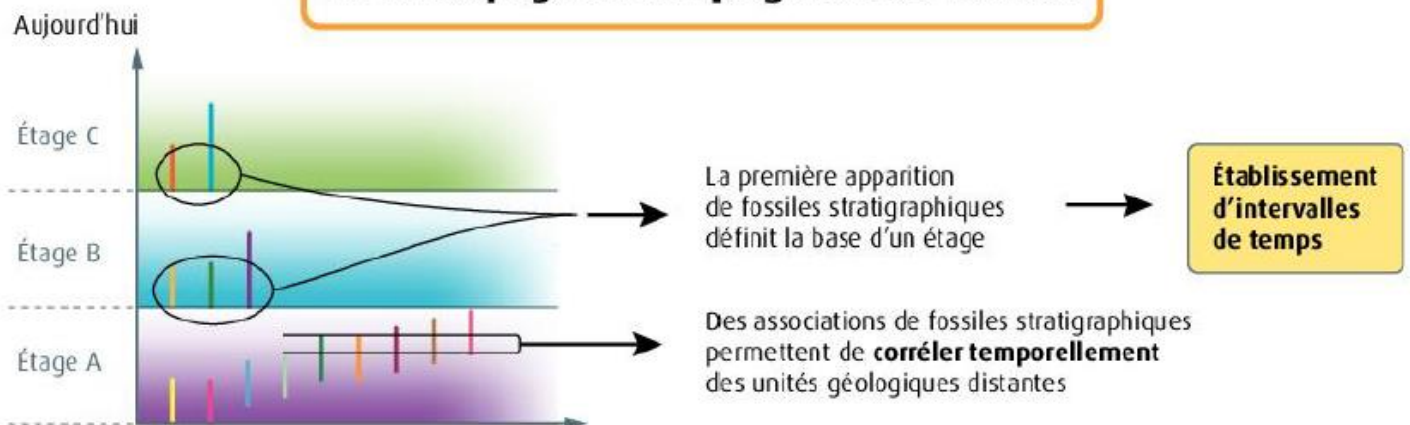 Aujourd'hui
Étage C
Étage B
Étage A
La première apparition
de fossiles stratigraphiques
définit la base d'un étage
Établissement
d'intervalles
de temps
Des associations de fossiles stratigraphiques
permettent de corréler temporellement
des unités géologiques distantes